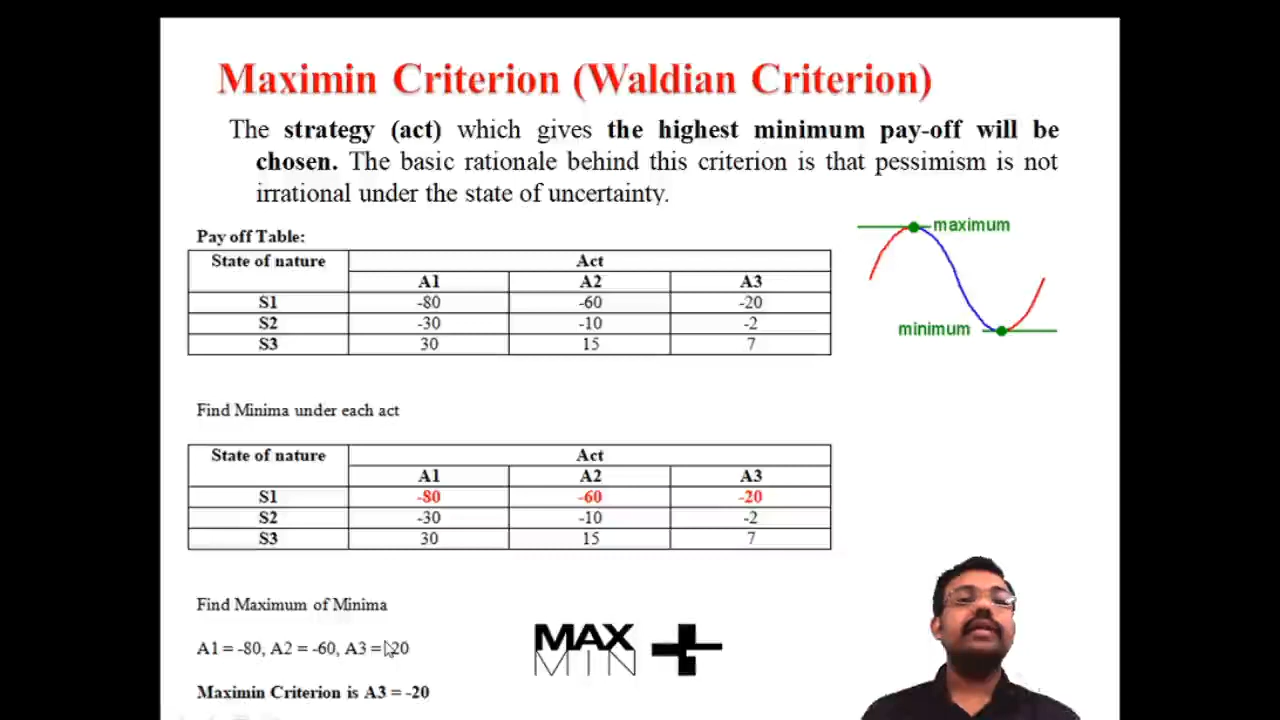 Maximin Criterion (Waldian Criterion)
The strategy (act) which gives the highest minimum pay-off will be
chosen. The basic rationale behind this criterion is that pessimism is not
irrational under the state of uncertainty.
maximum
minimum
Pay off Table:
State of nature Act
A1 A2 A3
S1 -80 -60 -20
S2 -30 -10 -2
S3 30 15 7
Find Minima under each act
State of nature Act
A1 A2 A3
S1 -80 -60 -20
S2 -30 -10 -2
S3 30 15 7
Find Maximum of Minima
A1 = -80, A2 = -60, A3 = -20
Maximin Criterion is A3 = -20
MAX
MIN